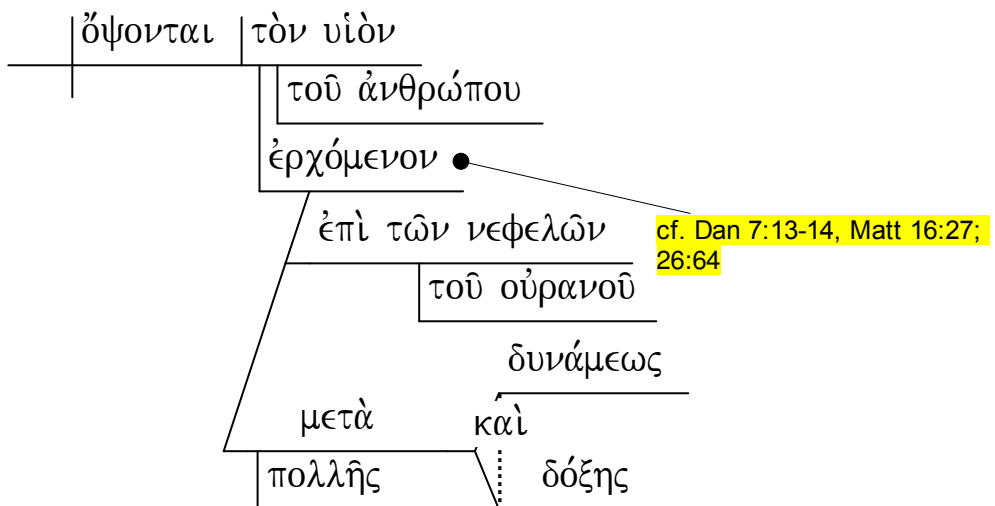 ὄψονται τὸν υἱὸν
τοῦ ἀνθρώπου
ἐρχόμενον
ἐπὶ τῶν νεφελῶν
cf. Dan 7:13-14, Matt 16:27;
26:64
τοῦ οὐρανοῦ
δυνάμεως
μετὰ
καὶ
πολλῆς
δόξης